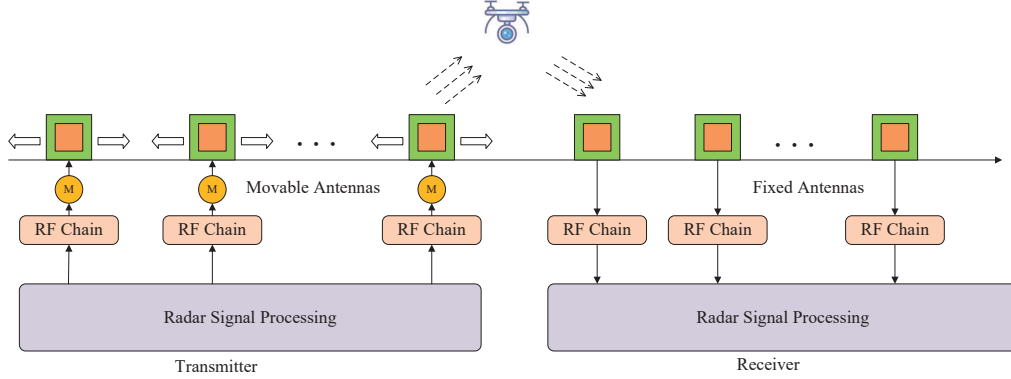 M
M
M
Movable Antennas
Fixed Antennas
RF Chain
RF Chain
RF Chain
RF Chain
RF Chain
RF Chain
Radar Signal Processing
Radar Signal Processing
Transmitter
Receiver